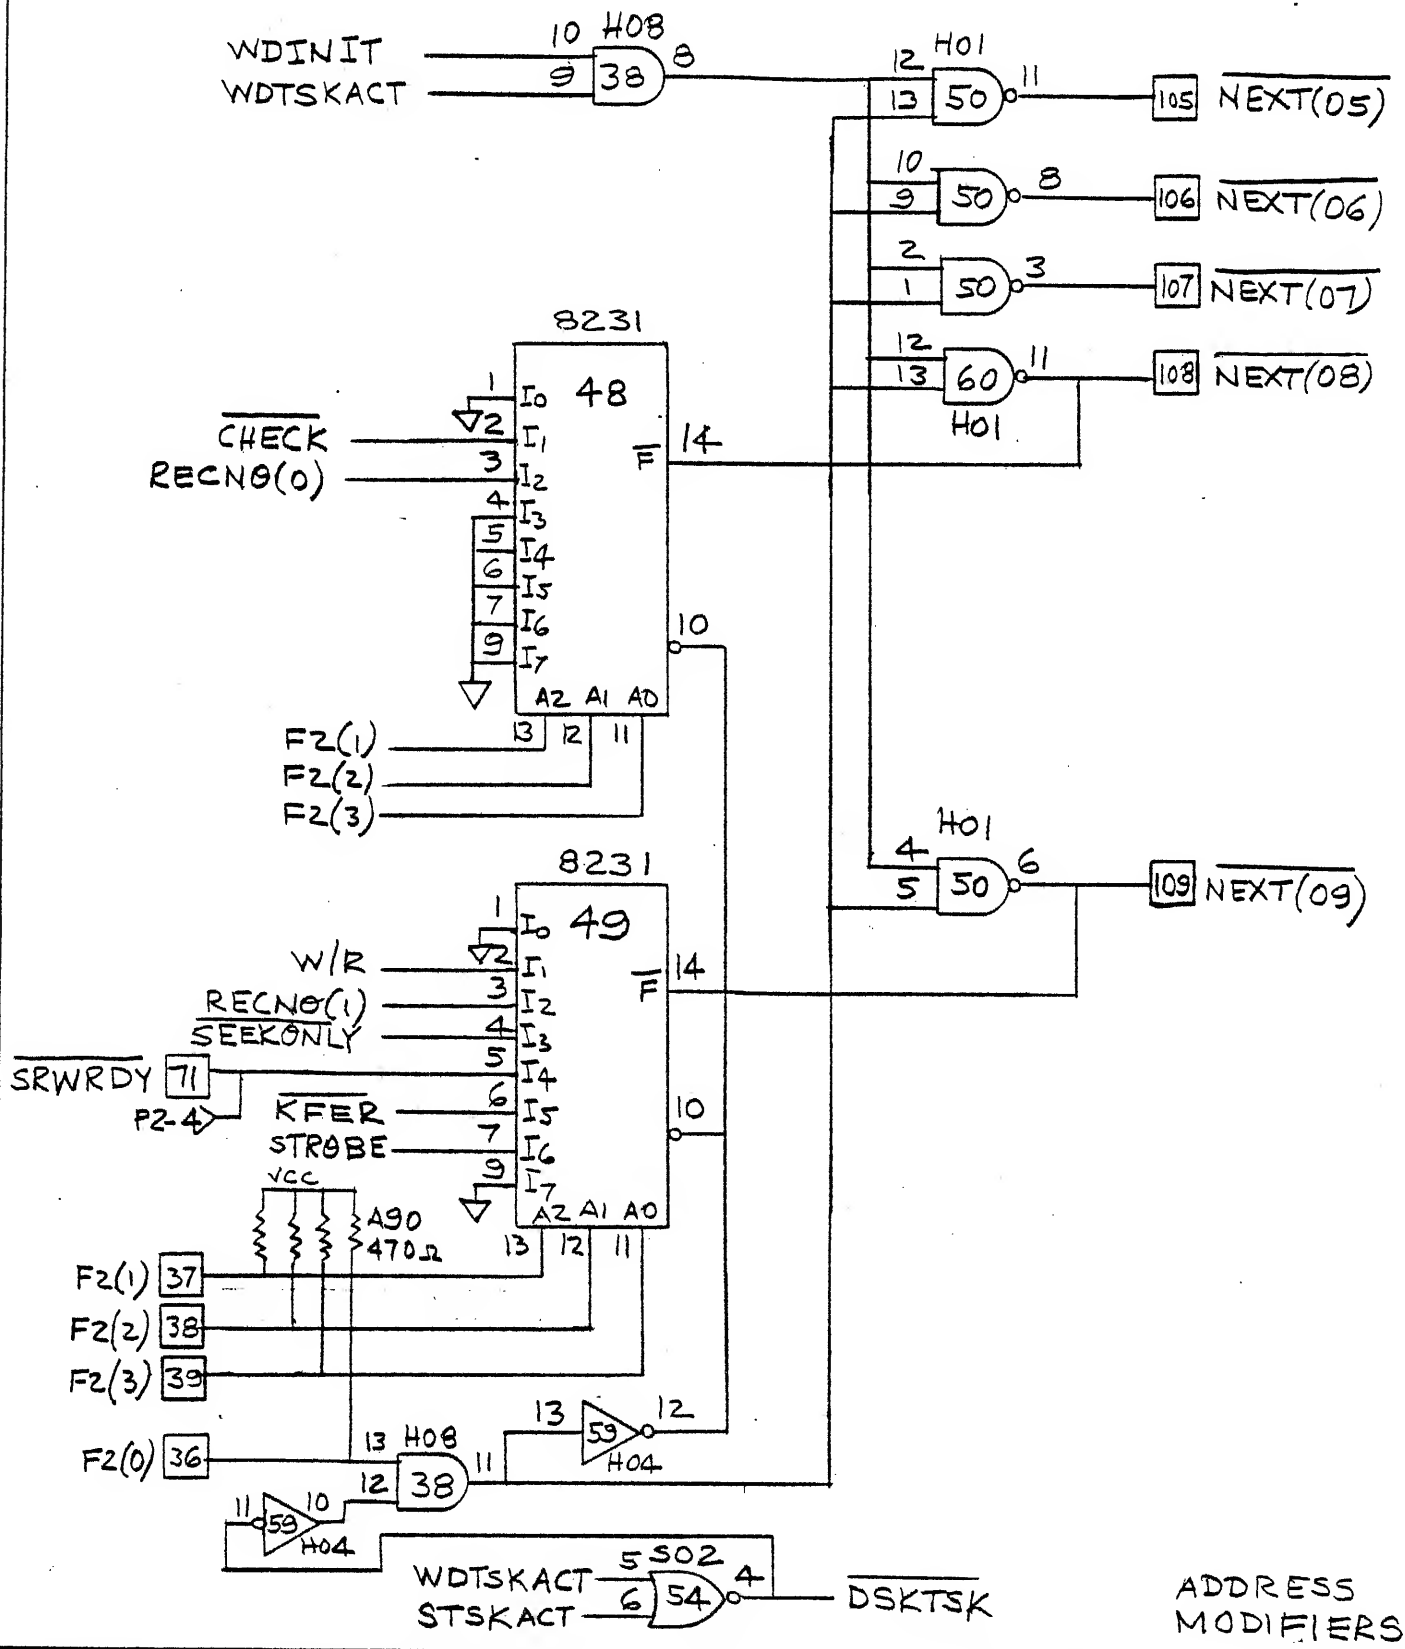 WDINIT 10 H08 8
WDTSKACT 9 38
H01
12 13 50 11 105 NEXT(05)
10 9 50 8 106 NEXT(06)
2 1 50 3 107 NEXT(07)
12 13 60 11 108 NEXT(08)
H01
8231
48
1 I0
CHECK 2 I1
F 14
RECNO(0) 3 I2
4 I3
5 I4
6 I5
7 I6
9 I7
10
A2 A1 A0
13 12 11
F2(1)
F2(2)
F2(3)
H01
4 5 50 6 109 NEXT(09)
8231
49
1 I0
W/R 2 I1
F 14
RECNO(1) 3 I2
SEEKONLY 4 I3
SRWRDY 71 5 I4
P2-4
KFER 6 I5
10
STROBE 7 I6
9 I7
VCC
A2 A1 A0
13 12 11
A90
470Ω
F2(1) 37
F2(2) 38
F2(3) 39
13 59 12
H04
F2(0) 36 13 H08 11
12 38
11 59 10
H04
WDTSKACT 5 S02 4
STSKACT 6 54
DSKTSK
ADDRESS
MODIFIERS